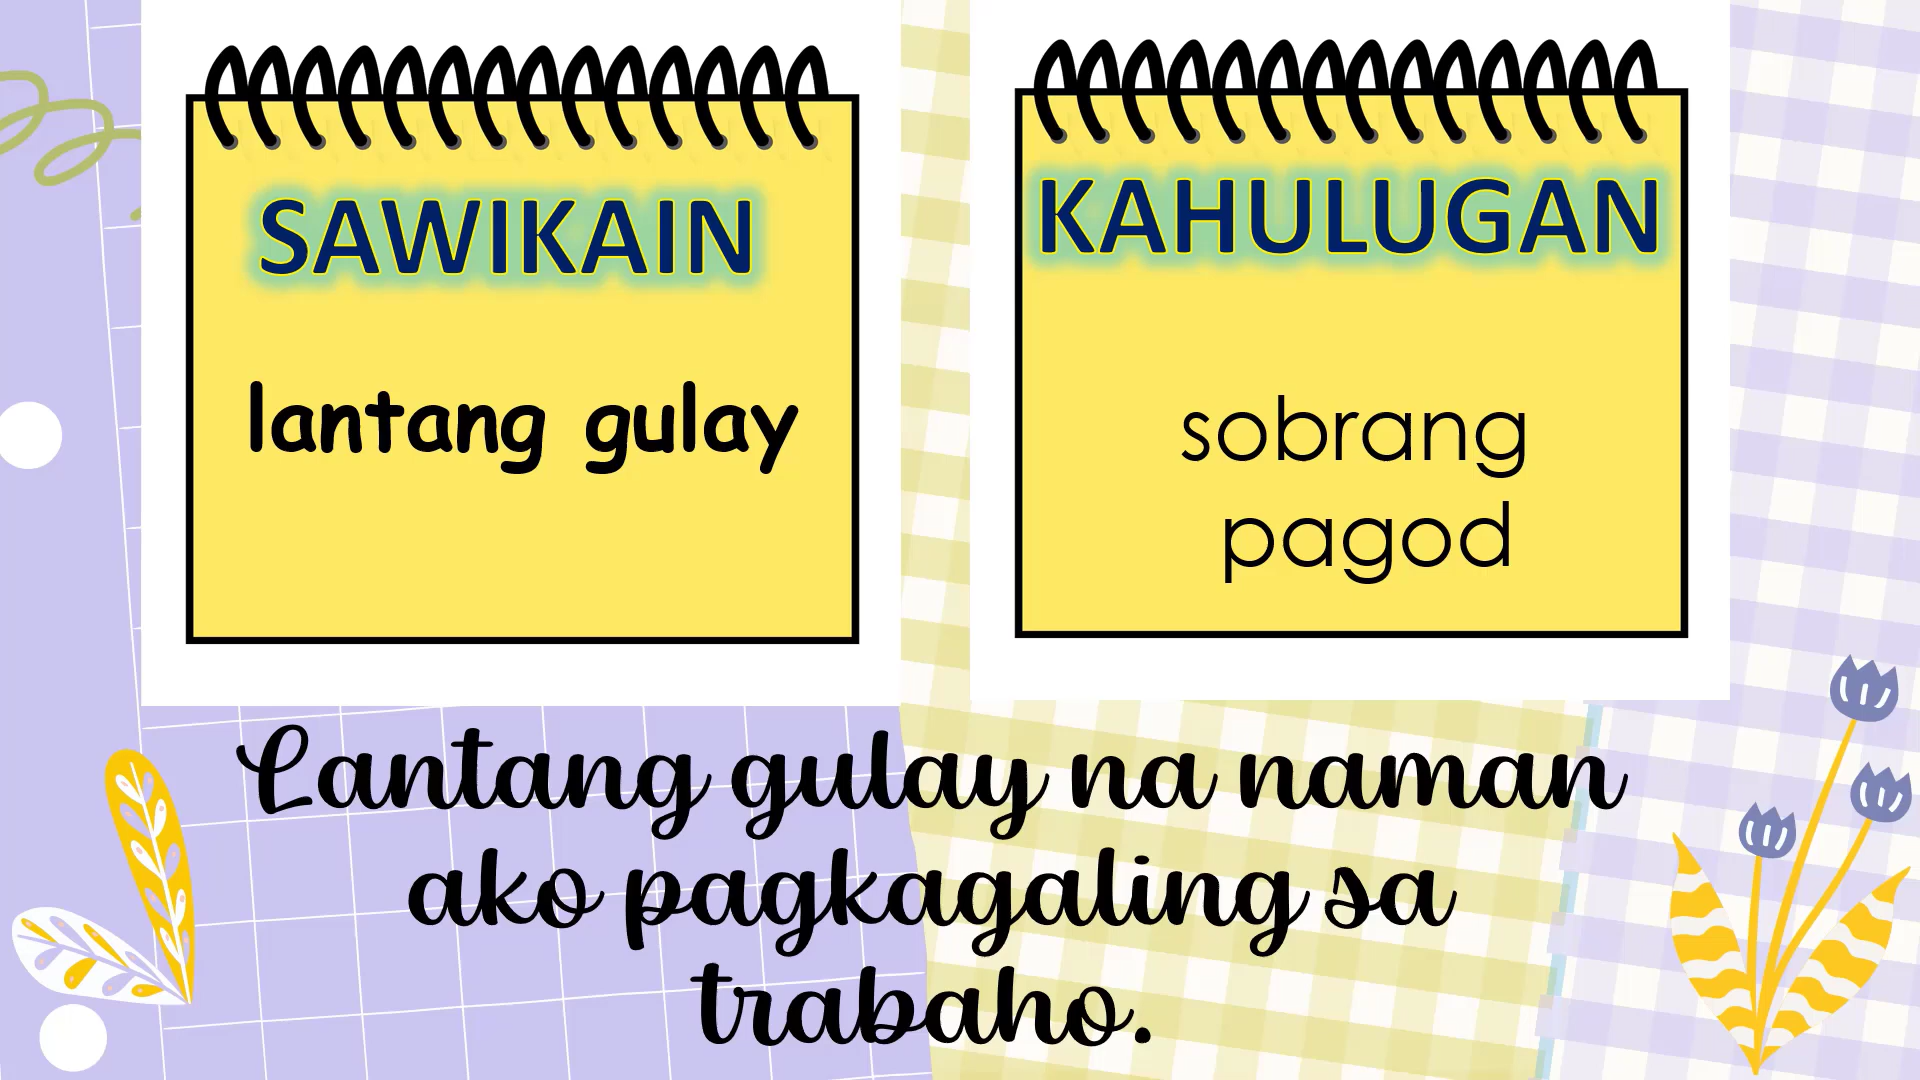 SAWIKAIN
lantang gulay
KAHULUGAN
sobrang
pagod
Lantang gulay na naman
ako pagkagaling sa
trabaho.